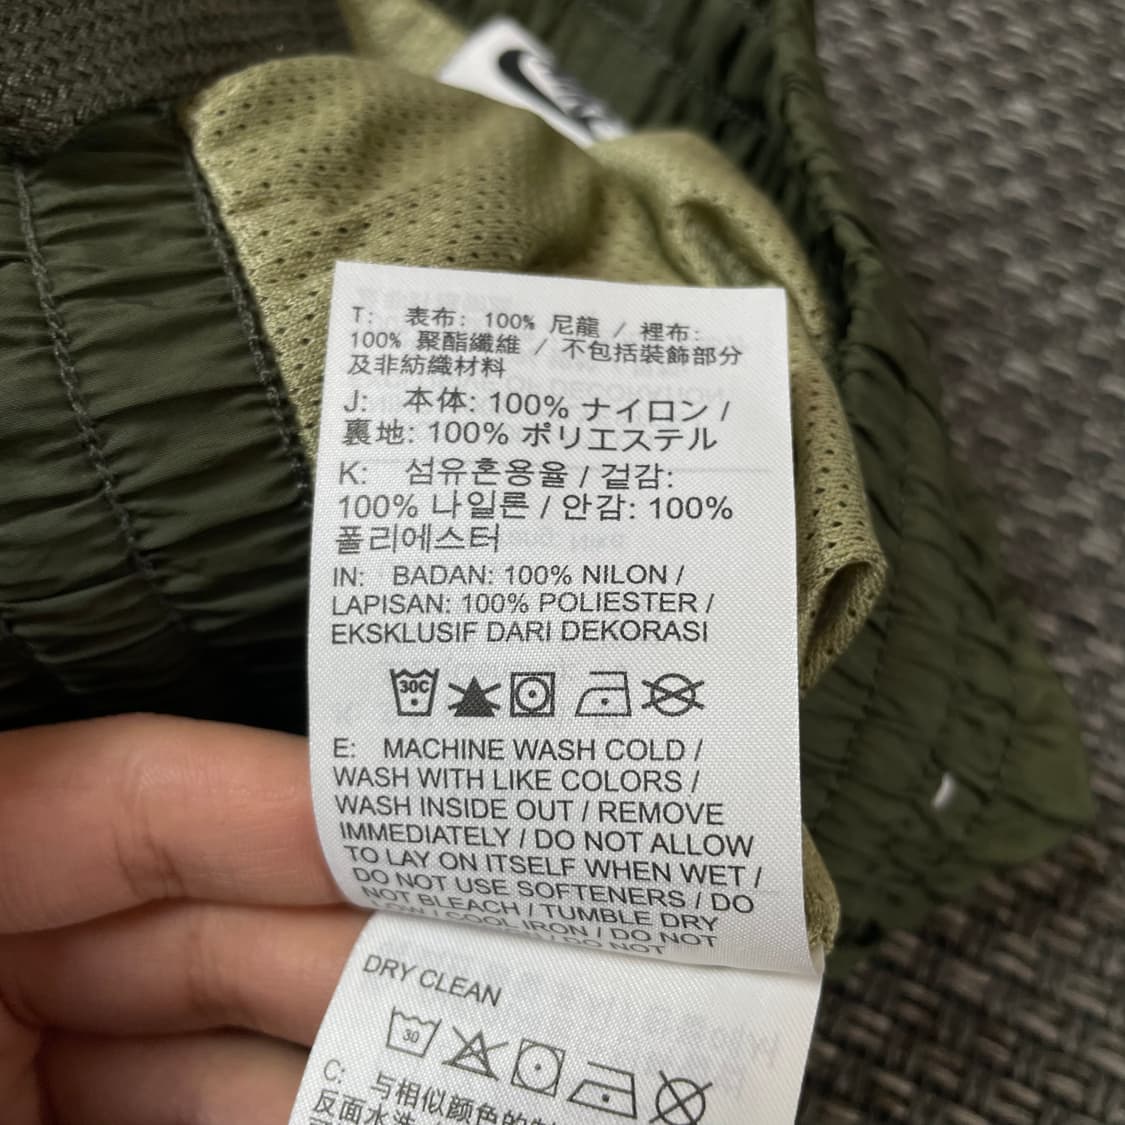 NIKE
T: 表布: 100% 尼龍 / 裡布:
100% 聚酯纖維 / 不包括裝飾部分
及非紡織材料
J: 本体: 100% ナイロン /
裏地: 100% ポリエステル
K: 섬유혼용율 / 겉감:
100% 나일론 / 안감: 100%
폴리에스터
IN: BADAN: 100% NILON /
LAPISAN: 100% POLIESTER /
EKSKLUSIF DARI DEKORASI
30C
E: MACHINE WASH COLD /
WASH WITH LIKE COLORS /
WASH INSIDE OUT / REMOVE
IMMEDIATELY / DO NOT ALLOW
TO LAY ON ITSELF WHEN WET /
DO NOT USE SOFTENERS / DO
NOT BLEACH / TUMBLE DRY
LOW / COOL IRON / DO NOT
DRY CLEAN
30
C: 与相似颜色的
反面水洗